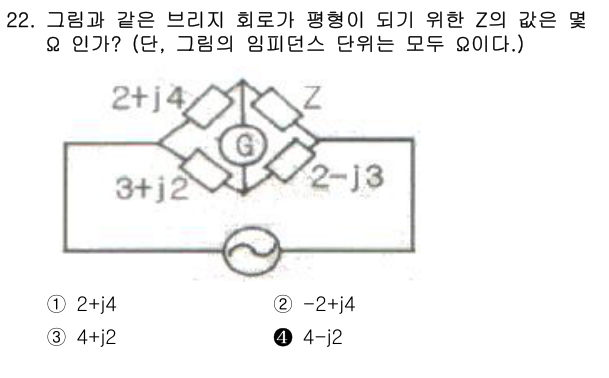 22. 그림과 같은 브리지 회로가 평형이 되기 위한 Z의 값은 몇
Ω 인가? (단, 그림의 임피던스 단위는 모두 Ω이다.)
2+j4
Z
G
3+j2
2-j3
① 2+j4
② -2+j4
③ 4+j2
❹ 4-j2